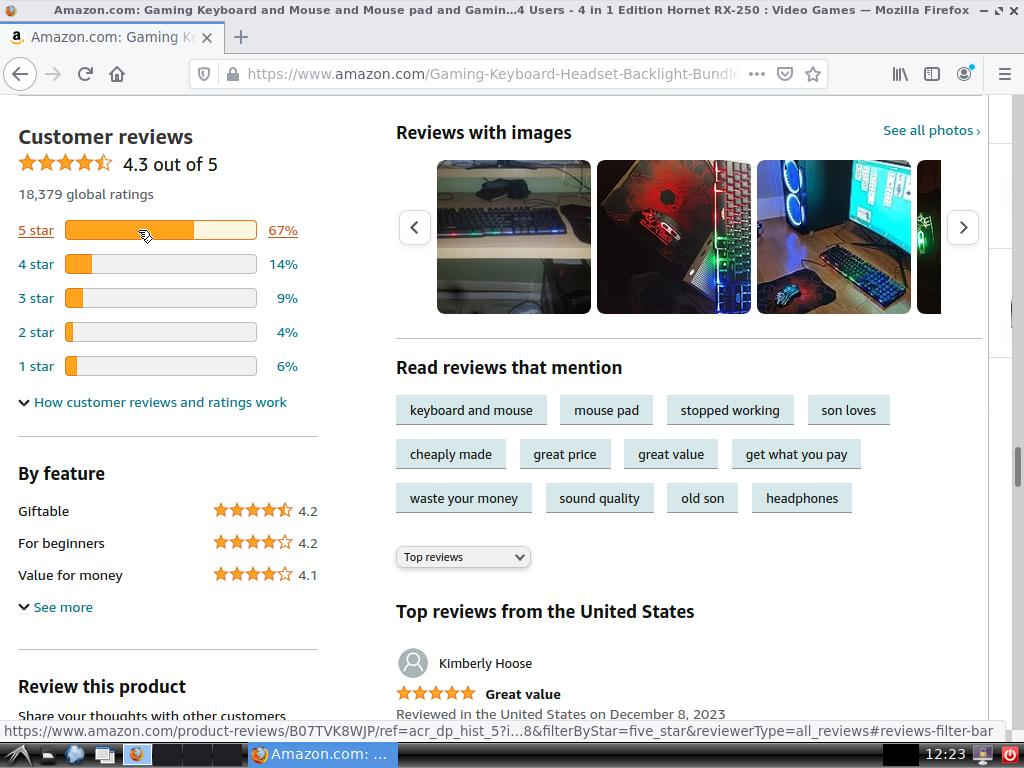 Amazon.com: Gaming Keyboard and Mouse and Mouse pad and Gamin…4 Users - 4 in 1 Edition Hornet RX-250 : Video Games — Mozilla Firefox
Amazon.com: Gaming Ke
https://www.amazon.com/Gaming-Keyboard-Headset-Backlight-Bundle
Customer reviews
4.3 out of 5
18,379 global ratings
5 star 67%
4 star 14%
3 star 9%
2 star 4%
1 star 6%
How customer reviews and ratings work
By feature
Giftable 4.2
For beginners 4.2
Value for money 4.1
See more
Review this product
Share your thoughts with other customers
Reviews with images
See all photos ›
Read reviews that mention
keyboard and mouse mouse pad stopped working son loves
cheaply made great price great value get what you pay
waste your money sound quality old son headphones
Top reviews
Top reviews from the United States
Kimberly Hoose
Great value
Reviewed in the United States on December 8, 2023
https://www.amazon.com/product-reviews/B07TVK8WJP/ref=acr_dp_hist_5?i…8&filterByStar=five_star&reviewerType=all_reviews#reviews-filter-bar
Amazon.com: ...
12:23